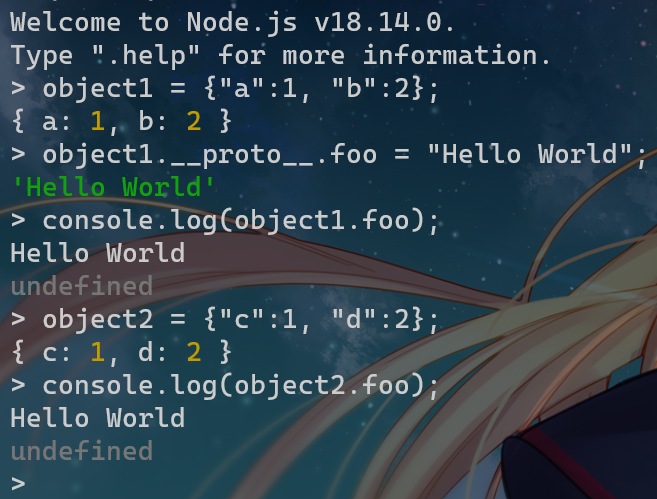 Welcome to Node.js v18.14.0.
Type ".help" for more information.
> object1 = {"a":1, "b":2};
{ a: 1, b: 2 }
> object1.__proto__.foo = "Hello World";
'Hello World'
> console.log(object1.foo);
Hello World
undefined
> object2 = {"c":1, "d":2};
{ c: 1, d: 2 }
> console.log(object2.foo);
Hello World
undefined
>